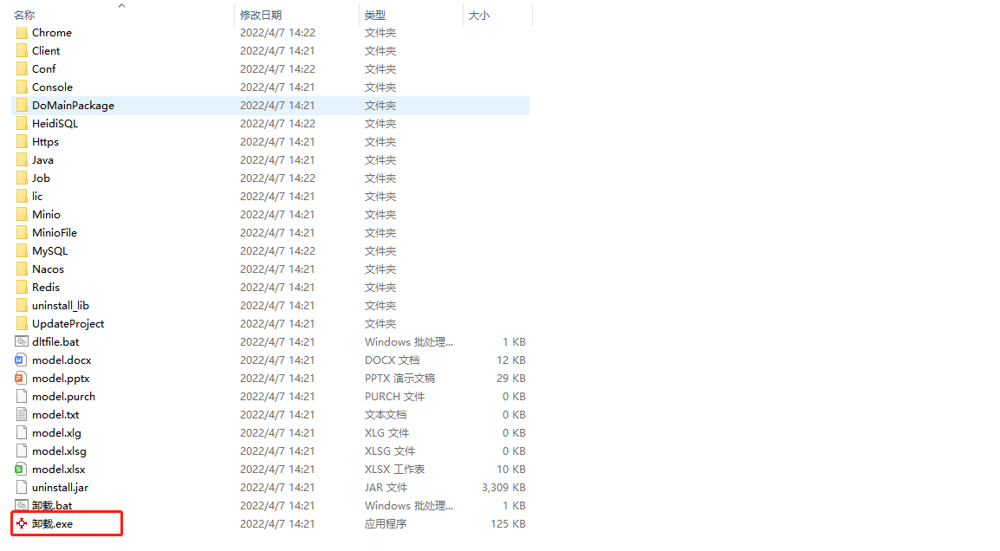 名称 修改日期 类型 大小
Chrome 2022/4/7 14:22 文件夹
Client 2022/4/7 14:21 文件夹
Conf 2022/4/7 14:22 文件夹
Console 2022/4/7 14:21 文件夹
DoMainPackage 2022/4/7 14:21 文件夹
HeidiSQL 2022/4/7 14:22 文件夹
Https 2022/4/7 14:21 文件夹
Java 2022/4/7 14:21 文件夹
Job 2022/4/7 14:22 文件夹
lic 2022/4/7 14:21 文件夹
Minio 2022/4/7 14:21 文件夹
MinioFile 2022/4/7 14:21 文件夹
MySQL 2022/4/7 14:22 文件夹
Nacos 2022/4/7 14:21 文件夹
Redis 2022/4/7 14:21 文件夹
uninstall_lib 2022/4/7 14:21 文件夹
UpdateProject 2022/4/7 14:21 文件夹
dltfile.bat 2022/4/7 14:21 Windows 批处理... 1 KB
model.docx 2022/4/7 14:21 DOCX 文档 12 KB
model.pptx 2022/4/7 14:21 PPTX 演示文稿 29 KB
model.purch 2022/4/7 14:21 PURCH 文件 0 KB
model.txt 2022/4/7 14:21 文本文档 0 KB
model.xlg 2022/4/7 14:21 XLG 文件 0 KB
model.xlsg 2022/4/7 14:21 XLSG 文件 0 KB
model.xlsx 2022/4/7 14:21 XLSX 工作表 10 KB
uninstall.jar 2022/4/7 14:21 JAR 文件 3,309 KB
卸载.bat 2022/4/7 14:21 Windows 批处理... 1 KB
卸载.exe 2022/4/7 14:21 应用程序 125 KB